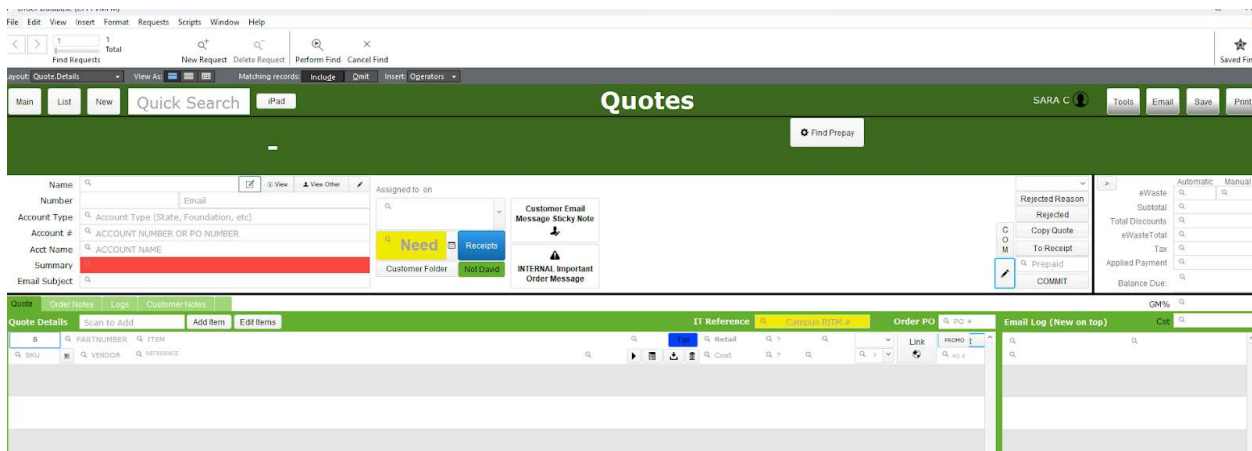 File Edit View Insert Format Requests Scripts Window Help
1 1 Total
Find Requests New Request Delete Request Perform Find Cancel Find Saved Fin
Layout: Quote.Details View As: Matching records: Include Omit Insert: Operators
Main List New Quick Search iPad Quotes SARA C Tools Email Save Print
- Find Prepay
Name View View Other Assigned to on Automatic Manual
Number Email
Account Type Account Type (State, Foundation, etc)
Account # ACCOUNT NUMBER OR PO NUMBER
Acct Name ACCOUNT NAME
Summary
Email Subject
Need Receipts
Customer Folder Not David
Customer Email
Message Sticky Note
INTERNAL Important
Order Message
C
O
M
Rejected Reason
Rejected
Copy Quote
To Receipt
Prepaid
COMMIT
>
eWaste
Subtotal
Total Discounts
eWasteTotal
Tax
Applied Payment
Balance Due:
Quote Order Notes Logs Customer Notes GM%
Quote Details Scan to Add Add Item Edit Items IT Reference Campus RITM # Order PO PO # Email Log (New on top) Cst
S PARTNUMBER ITEM Tax Retail ? Link PROMO
SKU VENDOR REFERENCE Cost ? ? PO #